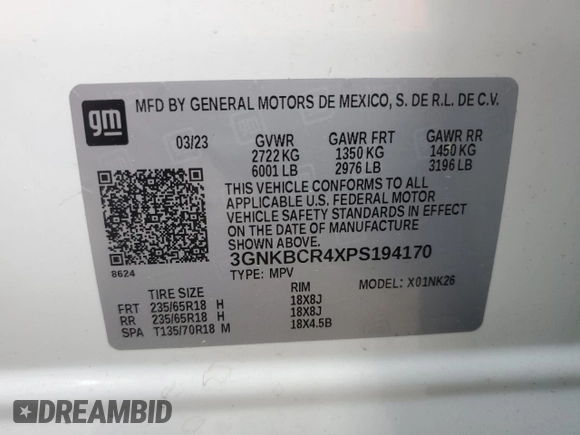 gm
MFD BY GENERAL MOTORS DE MEXICO, S. DE R.L. DE C.V.
03/23 GVWR GAWR FRT GAWR RR
2722 KG 1350 KG 1450 KG
6001 LB 2976 LB 3196 LB
THIS VEHICLE CONFORMS TO ALL
APPLICABLE U.S. FEDERAL MOTOR
VEHICLE SAFETY STANDARDS IN EFFECT
ON THE DATE OF MANUFACTURE
SHOWN ABOVE.
8624
3GNKBCR4XPS194170
TYPE: MPV MODEL: X01NK26
TIRE SIZE RIM
FRT 235/65R18 H 18X8J
RR 235/65R18 H 18X8J
SPA T135/70R18 M 18X4.5B
DREAMBID